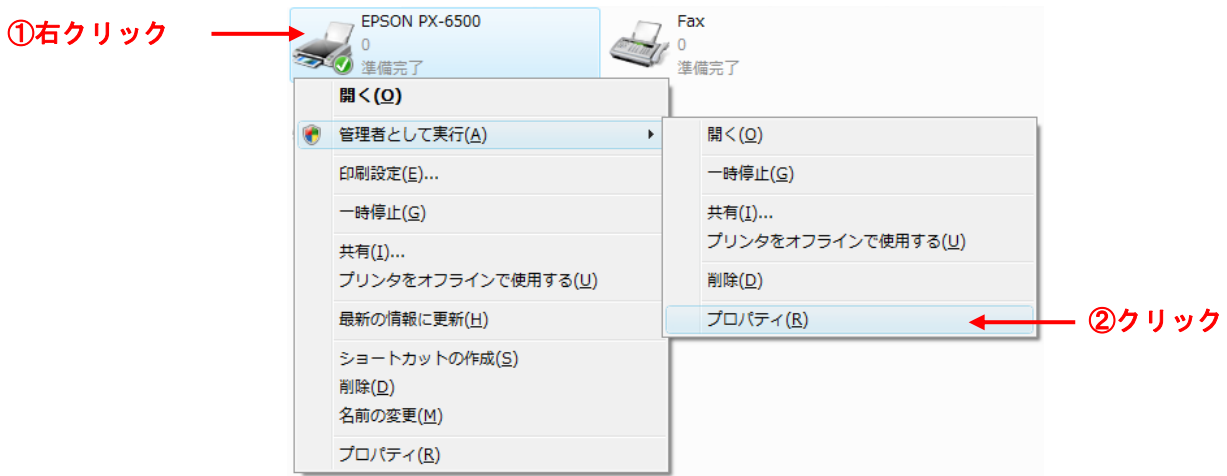 ①右クリック
EPSON PX-6500
0
準備完了
Fax
0
準備完了
開く(O)
管理者として実行(A)
印刷設定(E)...
一時停止(G)
共有(I)...
プリンタをオフラインで使用する(U)
最新の情報に更新(H)
ショートカットの作成(S)
削除(D)
名前の変更(M)
プロパティ(R)
開く(O)
一時停止(G)
共有(I)...
プリンタをオフラインで使用する(U)
削除(D)
プロパティ(R)
②クリック